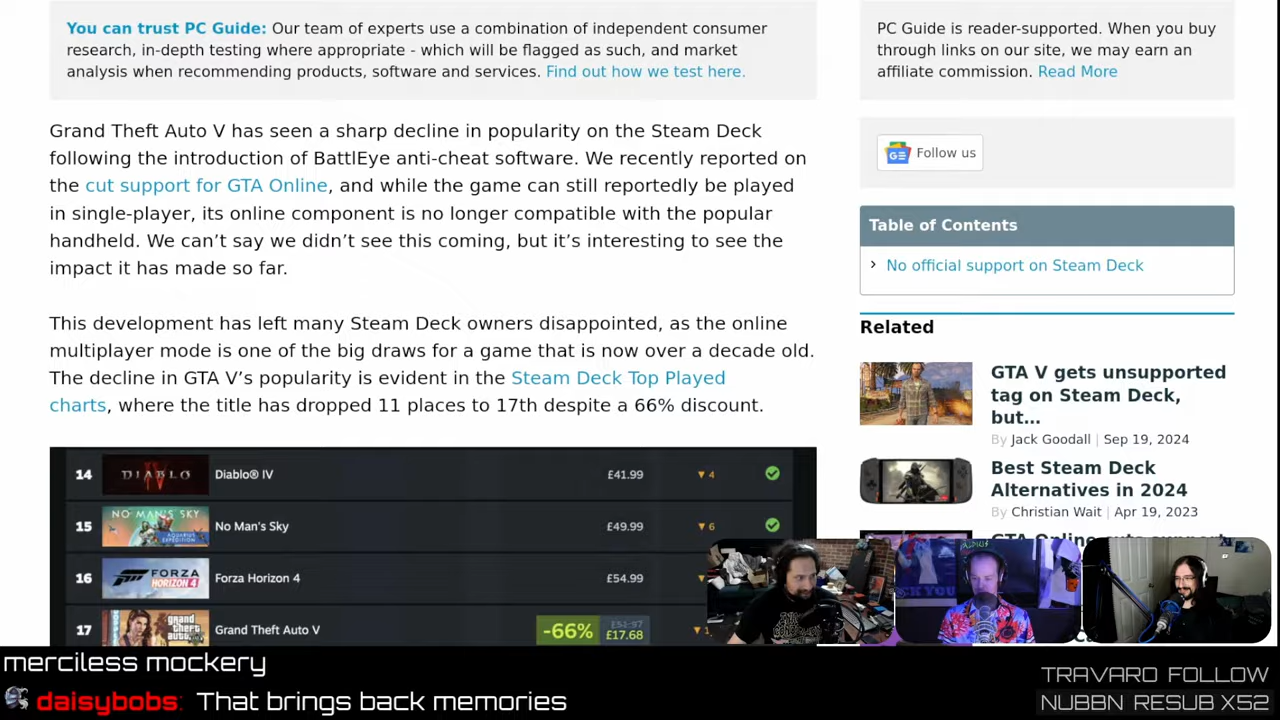 You can trust PC Guide: Our team of experts use a combination of independent consumer
research, in-depth testing where appropriate - which will be flagged as such, and market
analysis when recommending products, software and services. Find out how we test here.
Grand Theft Auto V has seen a sharp decline in popularity on the Steam Deck
following the introduction of BattlEye anti-cheat software. We recently reported on
the cut support for GTA Online, and while the game can still reportedly be played
in single-player, its online component is no longer compatible with the popular
handheld. We can't say we didn't see this coming, but it's interesting to see the
impact it has made so far.
This development has left many Steam Deck owners disappointed, as the online
multiplayer mode is one of the big draws for a game that is now over a decade old.
The decline in GTA V's popularity is evident in the Steam Deck Top Played
charts, where the title has dropped 11 places to 17th despite a 66% discount.
14 DIABLO IV Diablo® IV £41.99 ▼ 4
15 NO MAN'S SKY No Man's Sky £49.99 ▼ 6
16 FORZA HORIZON 4 Forza Horizon 4 £54.99
17 grand theft auto Grand Theft Auto V -66% £51.97 £17.68
PC Guide is reader-supported. When you buy
through links on our site, we may earn an
affiliate commission. Read More
Follow us
Table of Contents
No official support on Steam Deck
Related
GTA V gets unsupported
tag on Steam Deck,
but...
By Jack Goodall | Sep 19, 2024
Best Steam Deck
Alternatives in 2024
By Christian Wait | Apr 19, 2023
merciless mockery
daisybobs: That brings back memories
TRAVARO FOLLOW
NUBBN RESUB X52